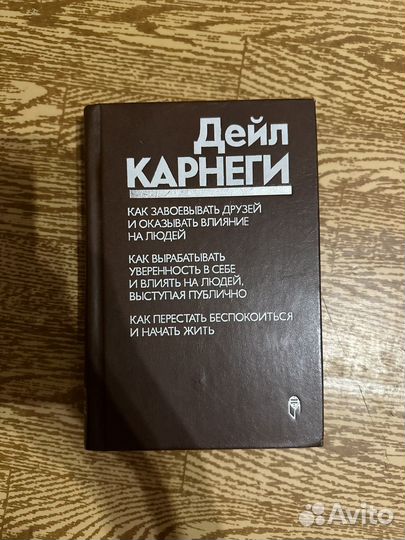 Дейл
КАРНЕГИ
КАК ЗАВОЕВЫВАТЬ ДРУЗЕЙ
И ОКАЗЫВАТЬ ВЛИЯНИЕ
НА ЛЮДЕЙ
КАК ВЫРАБАТЫВАТЬ
УВЕРЕННОСТЬ В СЕБЕ
И ВЛИЯТЬ НА ЛЮДЕЙ,
ВЫСТУПАЯ ПУБЛИЧНО
КАК ПЕРЕСТАТЬ БЕСПОКОИТЬСЯ
И НАЧАТЬ ЖИТЬ
Avito